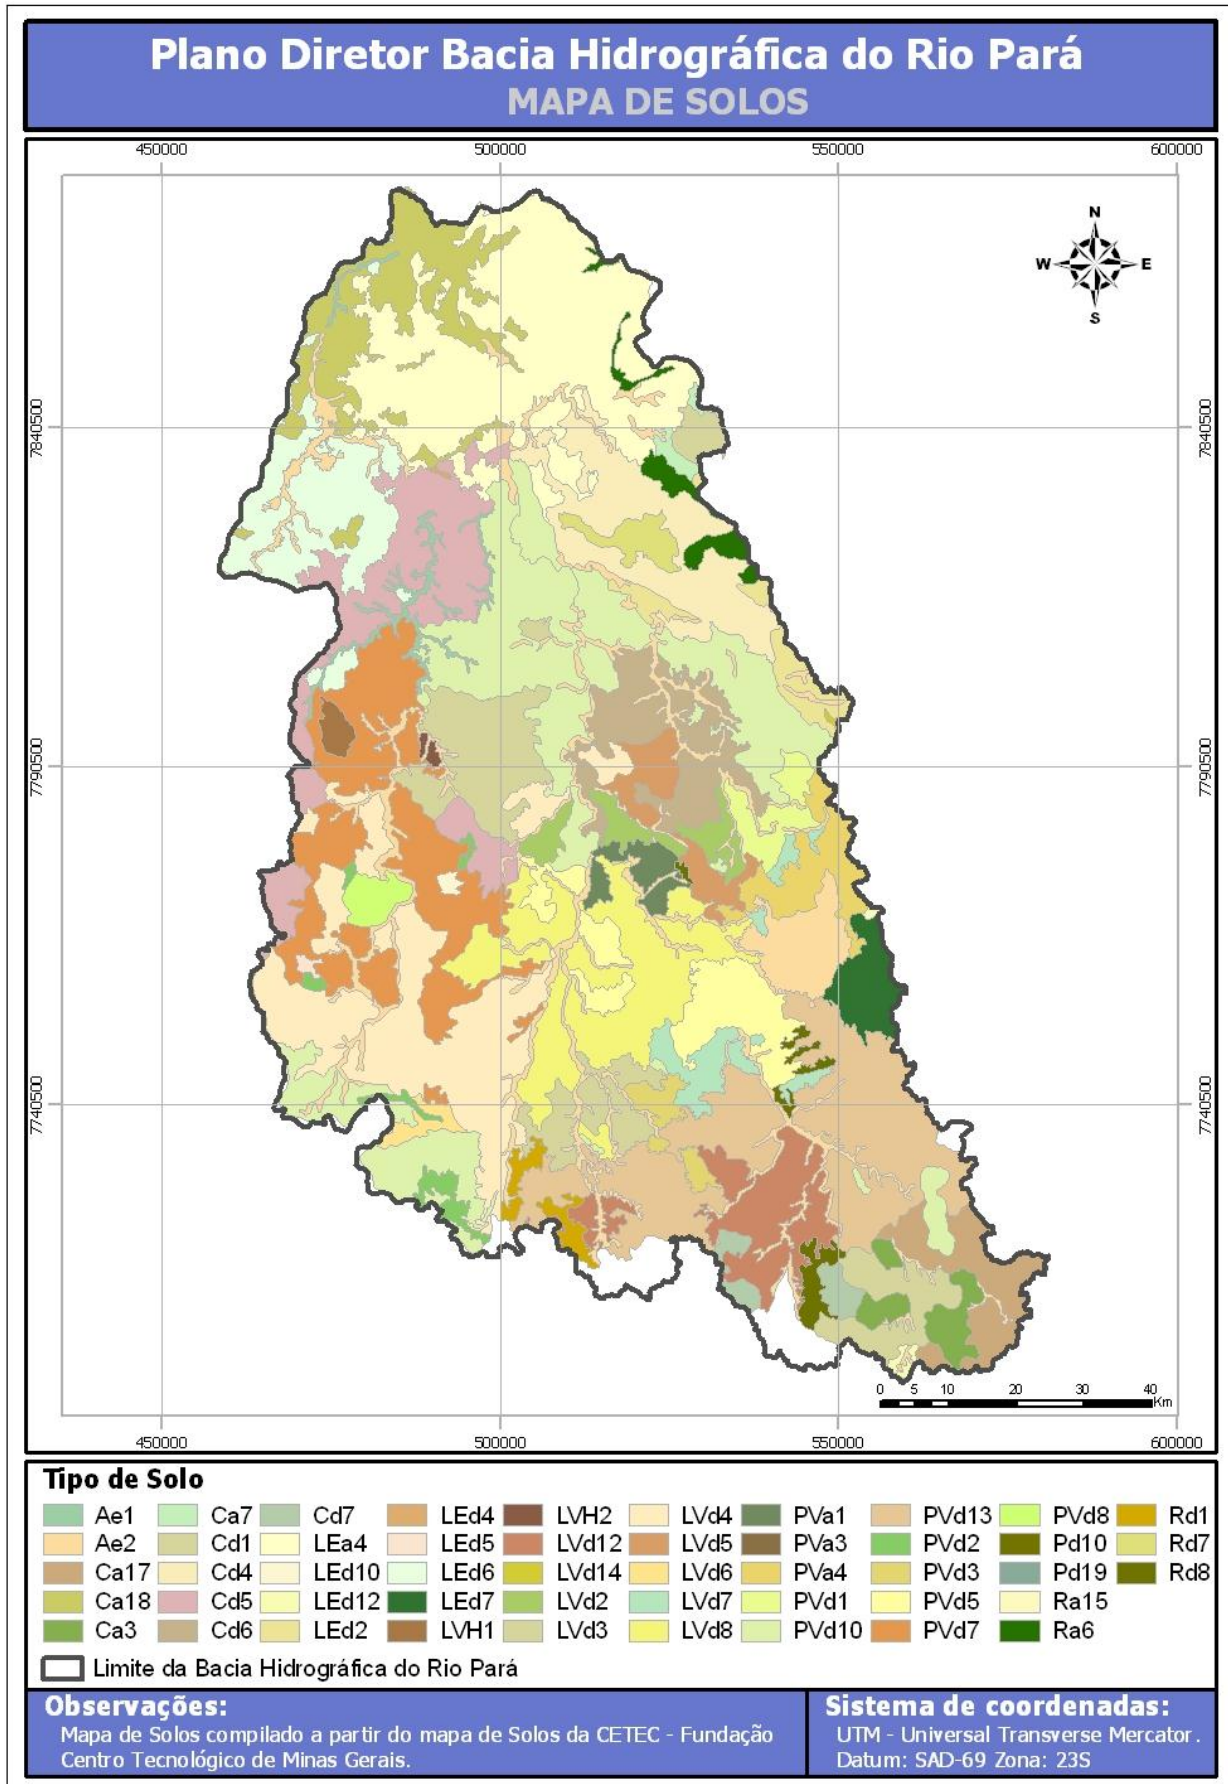 Plano Diretor Bacia Hidrográfica do Rio Pará
MAPA DE SOLOS
450000 500000 550000 600000
N
W E
S
7840500 7840500
7790500 7790500
7740500 7740500
0 5 10 20 30 40
Km
450000 500000 550000 600000
Tipo de Solo
Ae1 Ca7 Cd7 LEd4 LVH2 LVd4 PVa1 PVd13 PVd8 Rd1
Ae2 Cd1 LEa4 LEd5 LVd12 LVd5 PVa3 PVd2 Pd10 Rd7
Ca17 Cd4 LEd10 LEd6 LVd14 LVd6 PVa4 PVd3 Pd19 Rd8
Ca18 Cd5 LEd12 LEd7 LVd2 LVd7 PVd1 PVd5 Ra15
Ca3 Cd6 LEd2 LVH1 LVd3 LVd8 PVd10 PVd7 Ra6
Limite da Bacia Hidrográfica do Rio Pará
Observações:
Mapa de Solos compilado a partir do mapa de Solos da CETEC - Fundação
Centro Tecnológico de Minas Gerais.
Sistema de coordenadas:
UTM - Universal Transverse Mercator.
Datum: SAD-69 Zona: 23S